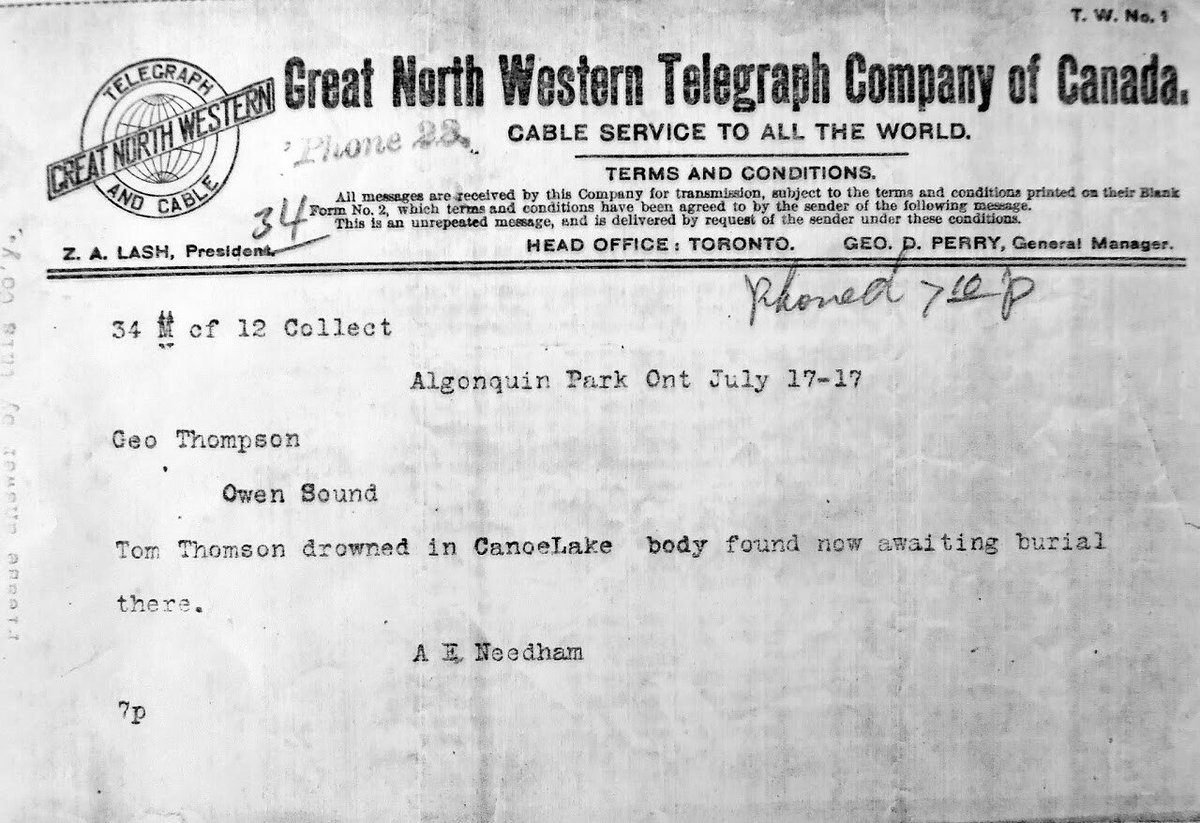 T. W. No. 1
TELEGRAPH
GREAT NORTH WESTERN
AND CABLE
Great North Western Telegraph Company of Canada.
'Phone 23.
CABLE SERVICE TO ALL THE WORLD.
TERMS AND CONDITIONS.
All messages are received by this Company for transmission, subject to the terms and conditions printed on their Blank
Form No. 2, which terms and conditions have been agreed to by the sender of the following message.
This is an unrepeated message, and is delivered by request of the sender under these conditions.
34
Z. A. LASH, President.
HEAD OFFICE: TORONTO.
GEO. D. PERRY, General Manager.
Phoned 7 10 p
34 of 12 Collect
Algonquin Park Ont July 17-17
Geo Thompson
Owen Sound
Tom Thomson drowned in CanoeLake body found now awaiting burial
there.
A E Needham
7p
Please answer by this Co'y.,